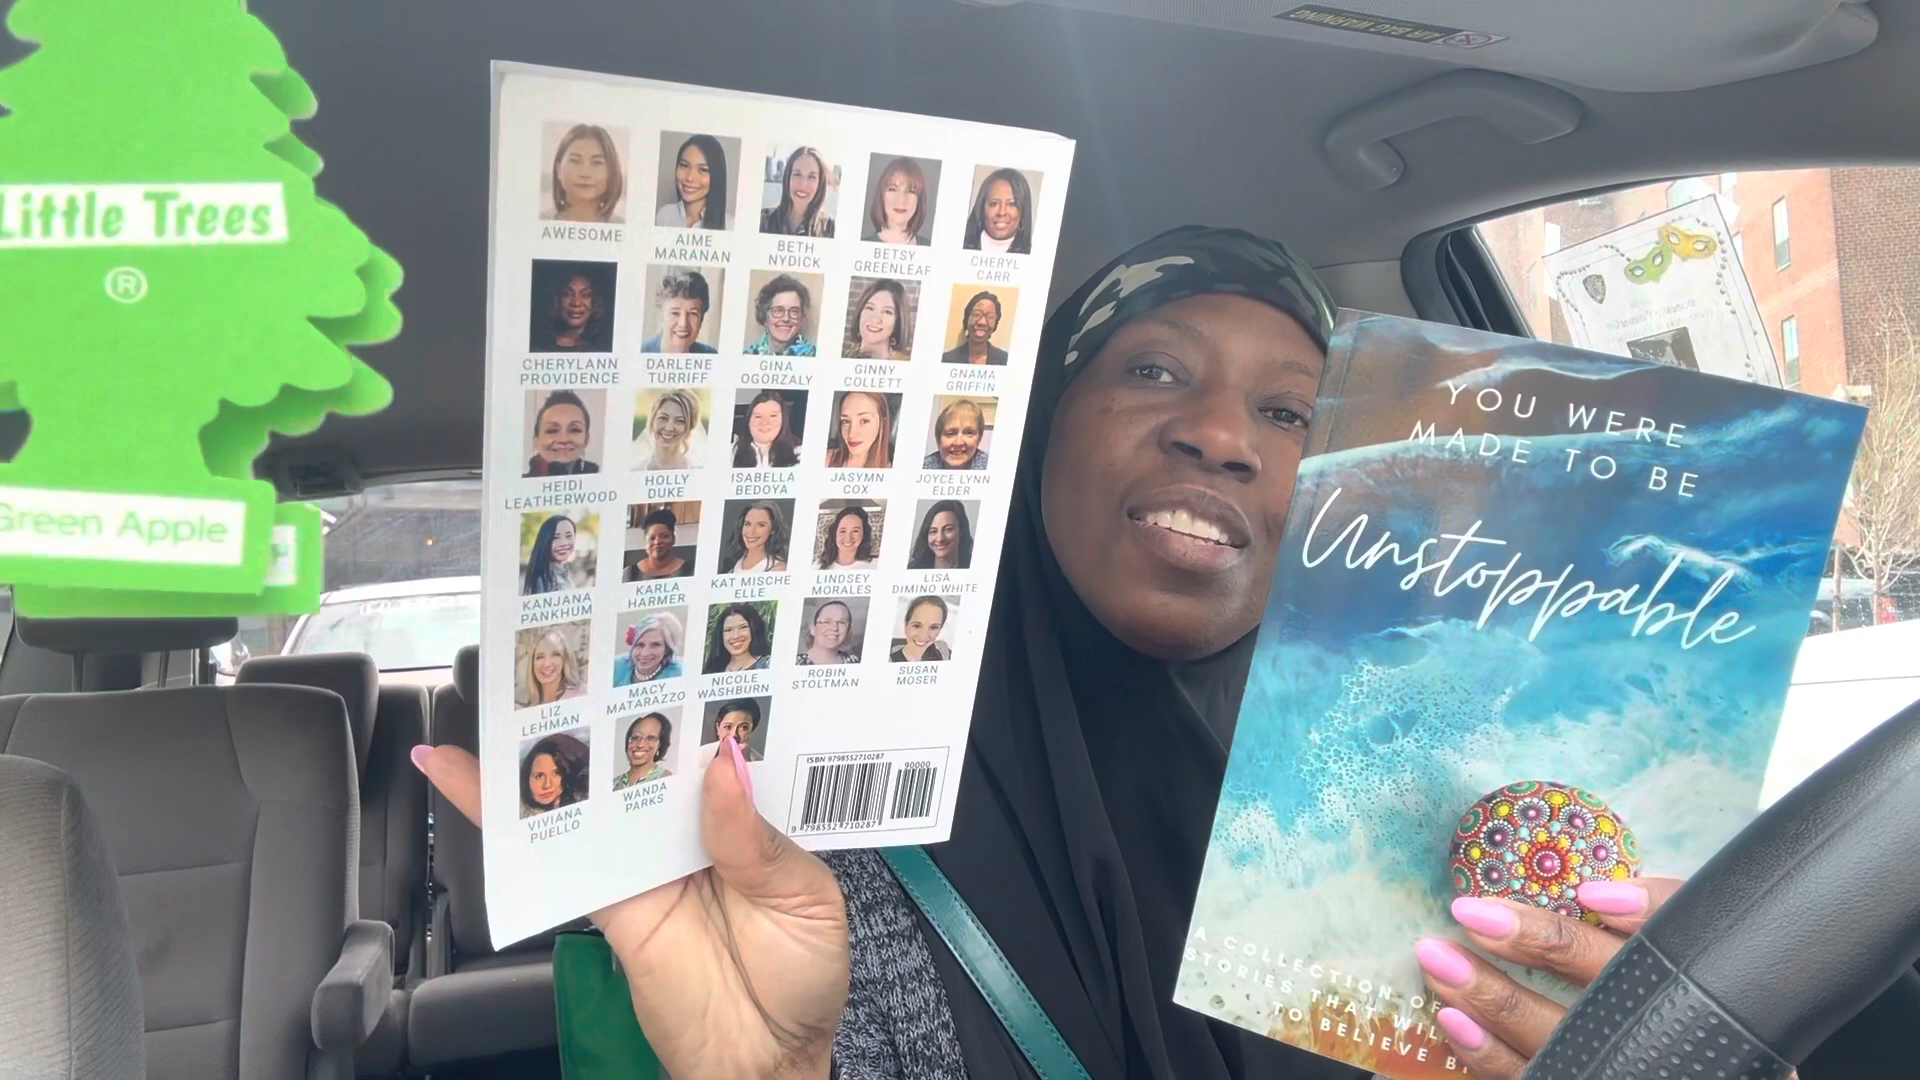 Little Trees
®
Green Apple
AWESOME
AIME
MARANAN
BETH
NYDICK
BETSY
GREENLEAF
CHERYL
CARR
CHERYLANN
PROVIDENCE
DARLENE
TURRIFF
GINA
OGORZALY
GINNY
COLLETT
GNAMA
GRIFFIN
HEIDI
LEATHERWOOD
HOLLY
DUKE
ISABELLA
BEDOYA
JASYMN
COX
JOYCE LYNN
ELDER
KANJANA
PANKHUM
KARLA
HARMER
KAT MISCHE
ELLE
LINDSEY
MORALES
LISA
DIMINO WHITE
LIZ
LEHMAN
MACY
MATARAZZO
NICOLE
WASHBURN
ROBIN
STOLTMAN
SUSAN
MOSER
VIVIANA
PUELLO
WANDA
PARKS
ISBN 9798552710287
90000
9 798552 710287
AIR BAG WARNING
YOU WERE
MADE TO BE
Unstoppable
A COLLECTION OF
STORIES THAT WIL
TO BELIEVE